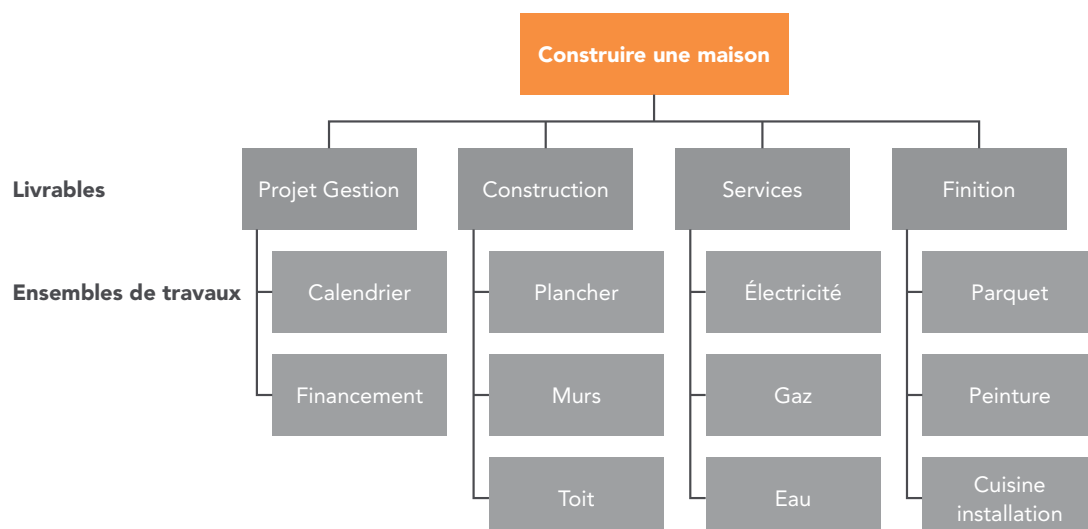 Construire une maison
Livrables
Projet Gestion
Construction
Services
Finition
Ensembles de travaux
Calendrier
Plancher
Électricité
Parquet
Financement
Murs
Gaz
Peinture
Toit
Eau
Cuisine
installation